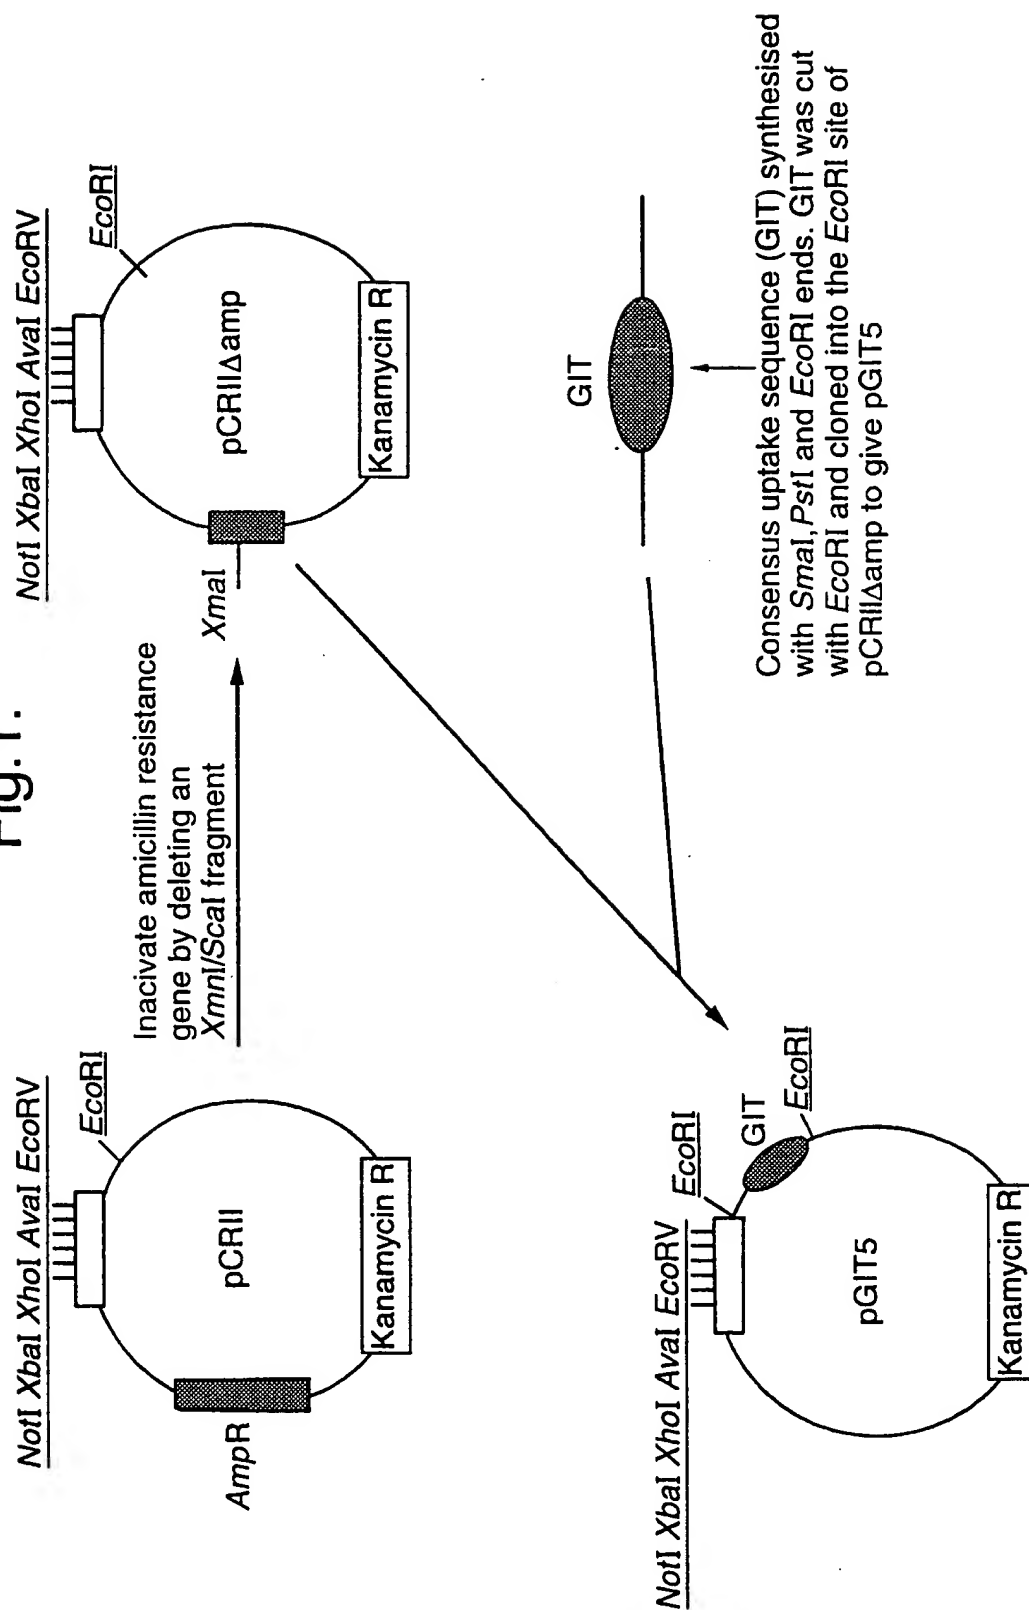 Fig.1.
NotI XbaI XhoI AvaI EcoRV
EcoRI
AmpR
pCRII
Kanamycin R
Inacivate amicillin resistance
gene by deleting an
XmnI/ScaI fragment
NotI XbaI XhoI AvaI EcoRV
EcoRI
XmaI
pCRIIΔamp
Kanamycin R
NotI XbaI XhoI AvaI EcoRV
EcoRI
GIT
EcoRI
pGIT5
Kanamycin R
GIT
Consensus uptake sequence (GIT) synthesised
with SmaI,PstI and EcoRI ends. GIT was cut
with EcoRI and cloned into the EcoRI site of
pCRIIΔamp to give pGIT5